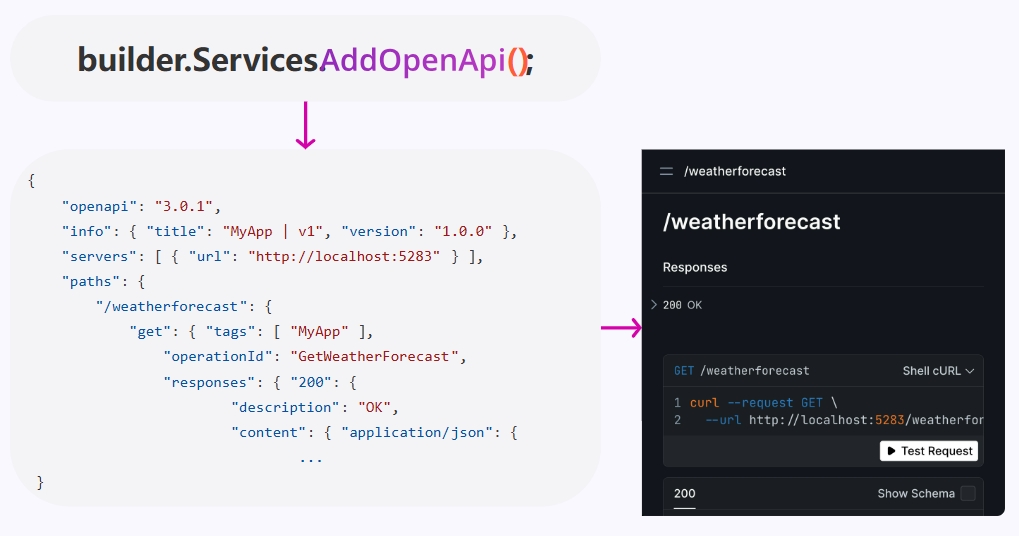 builder.Services.AddOpenApi();
{
"openapi": "3.0.1",
"info": { "title": "MyApp | v1", "version": "1.0.0" },
"servers": [ { "url": "http://localhost:5283" } ],
"paths": {
"/weatherforecast": {
"get": { "tags": [ "MyApp" ],
"operationId": "GetWeatherForecast",
"responses": { "200": {
"description": "OK",
"content": { "application/json": {
...
}
/weatherforecast
/weatherforecast
Responses
200 OK
GET /weatherforecast Shell cURL
1 curl --request GET \
2 --url http://localhost:5283/weatherfor
Test Request
200 Show Schema